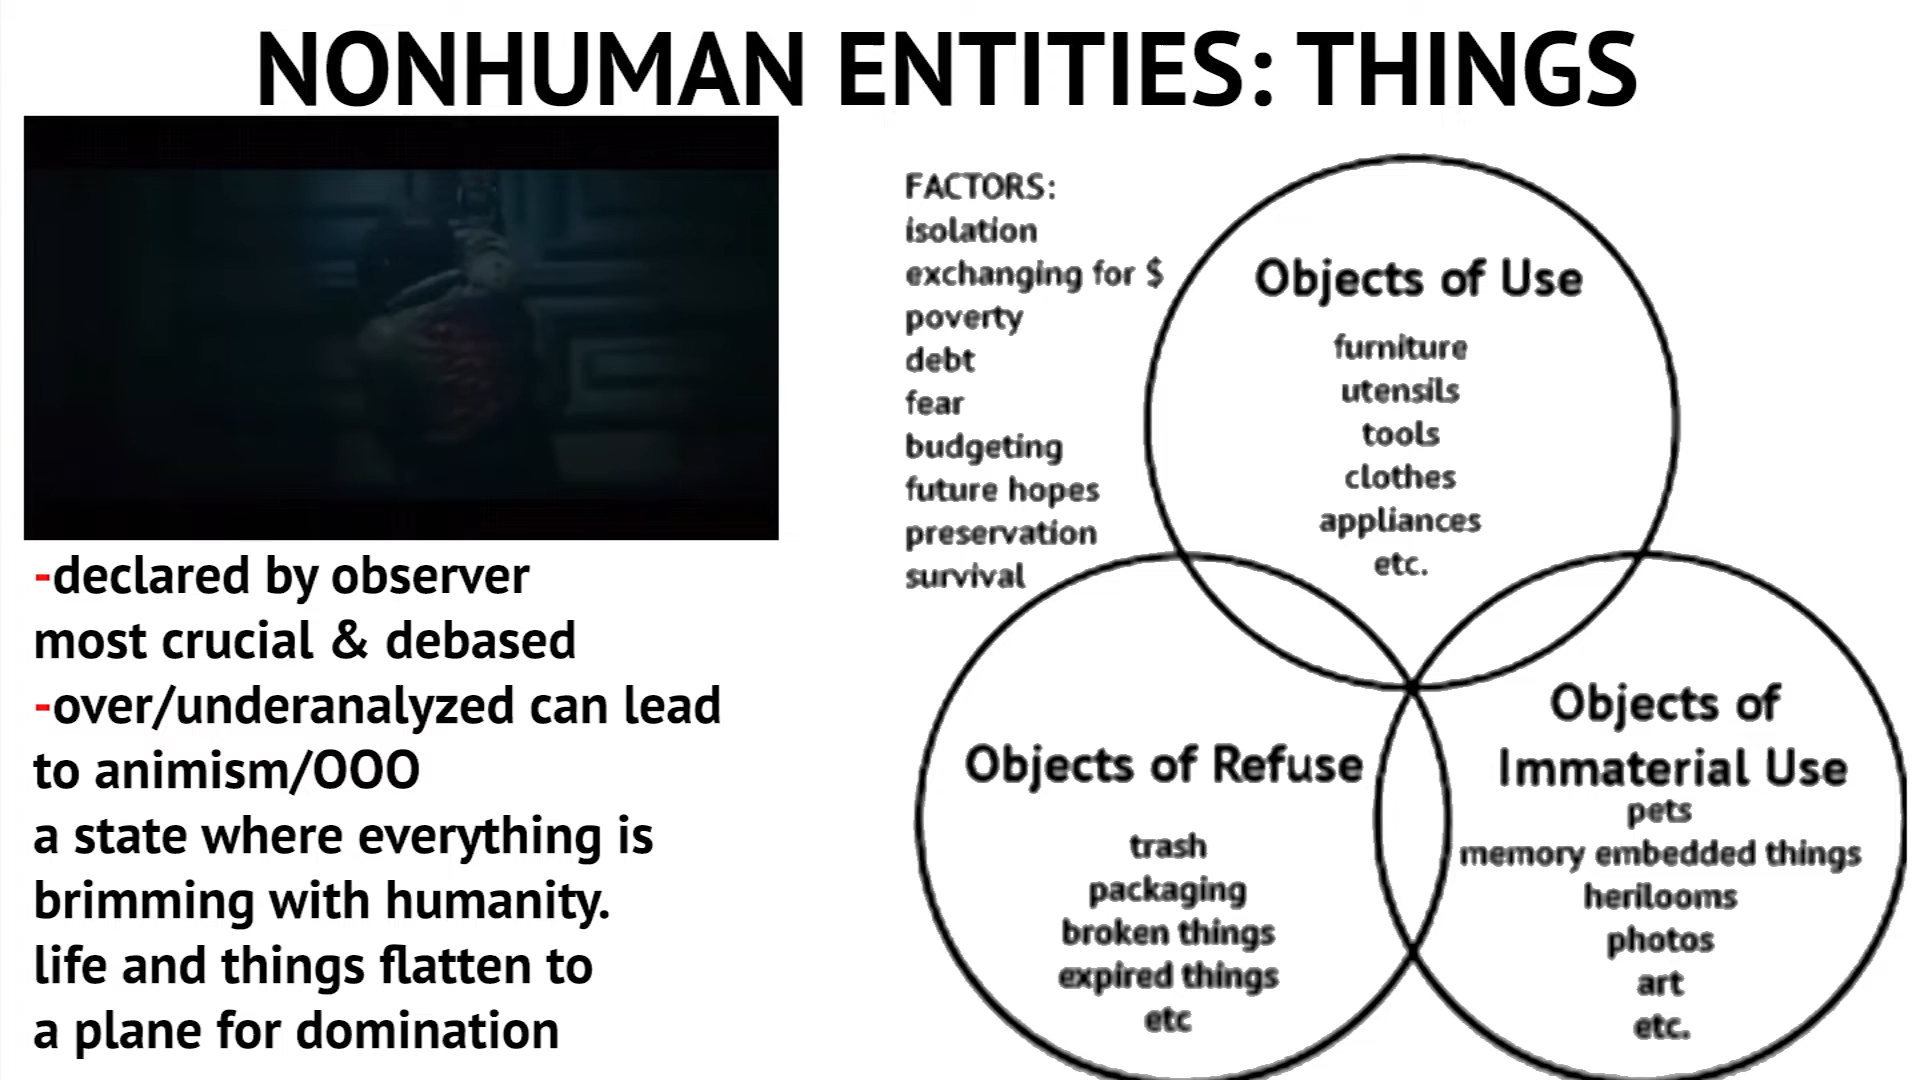 NONHUMAN ENTITIES: THINGS
-declared by observer
most crucial & debased
-over/underanalyzed can lead
to animism/OOO
a state where everything is
brimming with humanity.
life and things flatten to
a plane for domination
FACTORS:
isolation
exchanging for $
poverty
debt
fear
budgeting
future hopes
preservation
survival
Objects of Use
furniture
utensils
tools
clothes
appliances
etc.
Objects of Refuse
trash
packaging
broken things
expired things
etc
Objects of
Immaterial Use
pets
memory embedded things
herilooms
photos
art
etc.